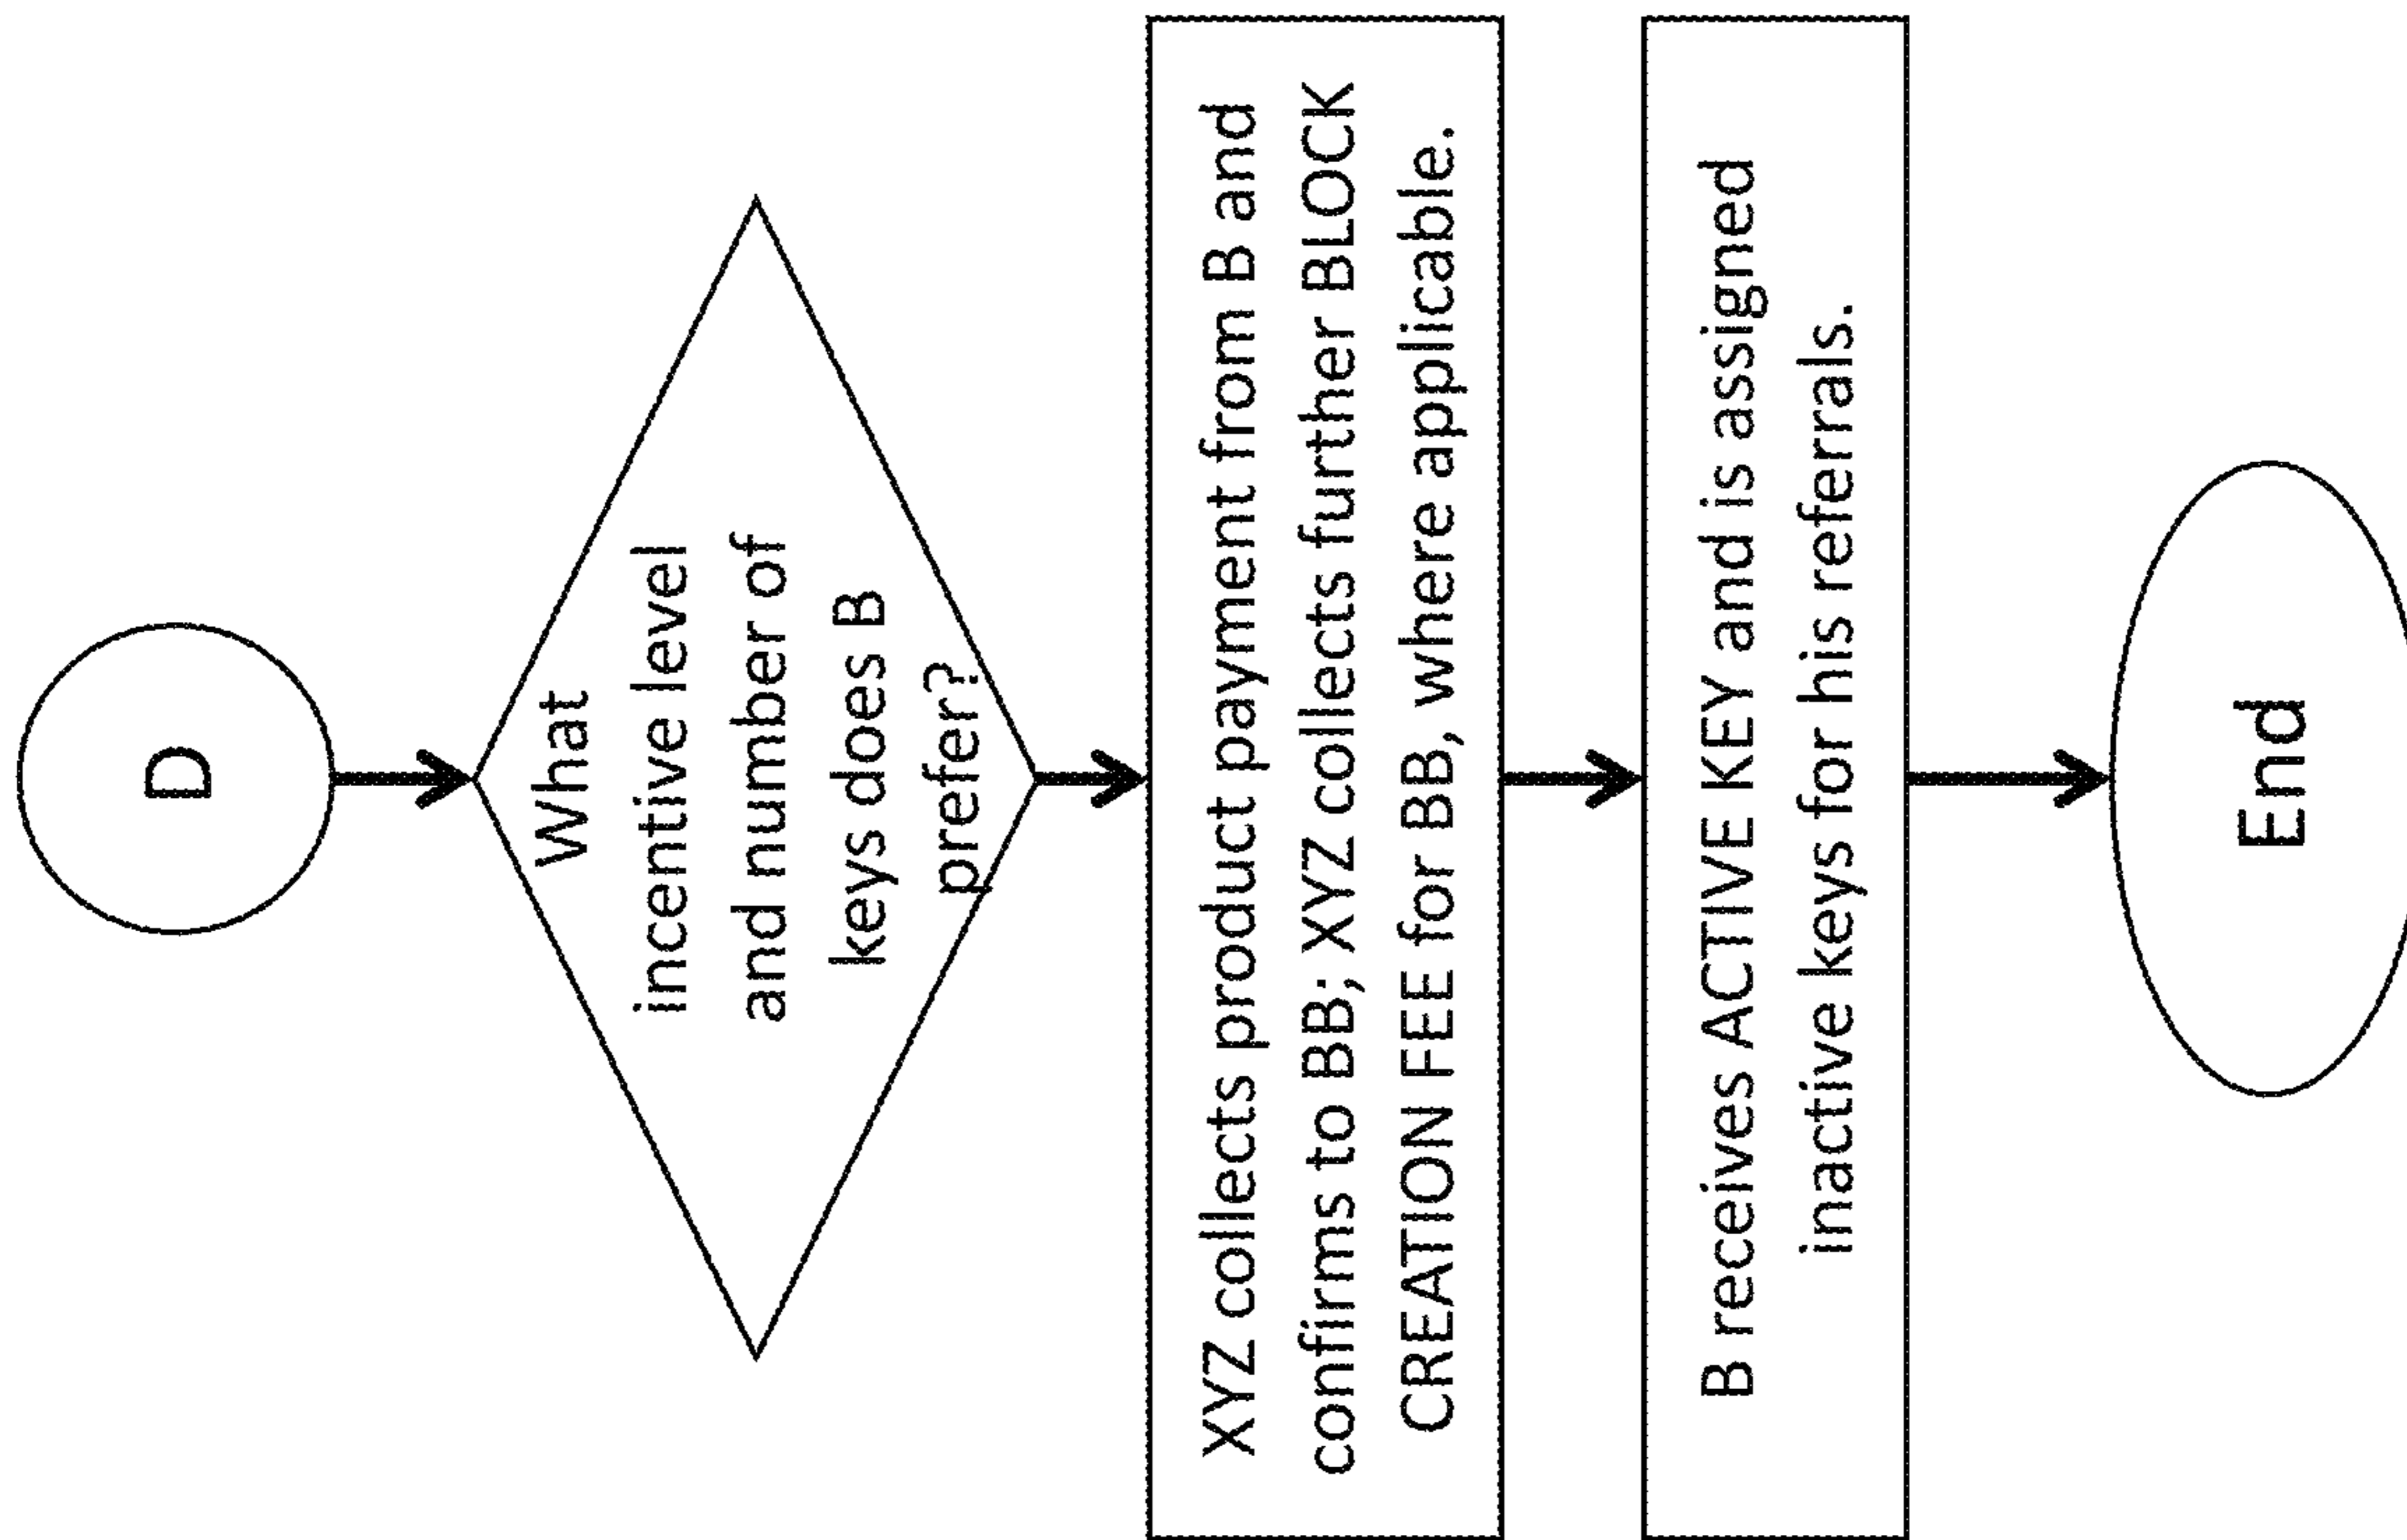 D
What
incentive level
and number of
keys does B
prefer?
XYZ collects product payment from B and
confirms to BB; XYZ collects further BLOCK
CREATION FEE for BB, where applicable.
B receives ACTIVE KEY and is assigned
inactive keys for his referrals.
End